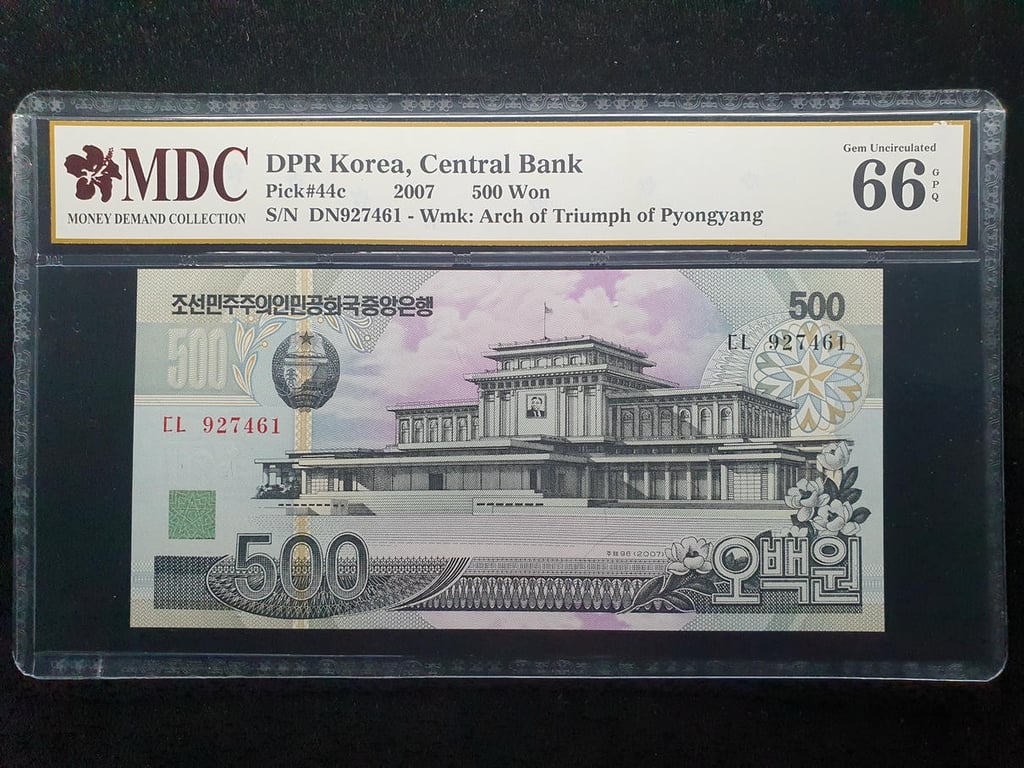 MDC
MONEY DEMAND COLLECTION
DPR Korea, Central Bank
Pick#44c 2007 500 Won
S/N DN927461 - Wmk: Arch of Triumph of Pyongyang
Gem Uncirculated
66
GPQ
조선민주주의인민공화국중앙은행
500
500
ㄷㄴ 927461
ㄷㄴ 927461
주체96(2007)
500
오백원